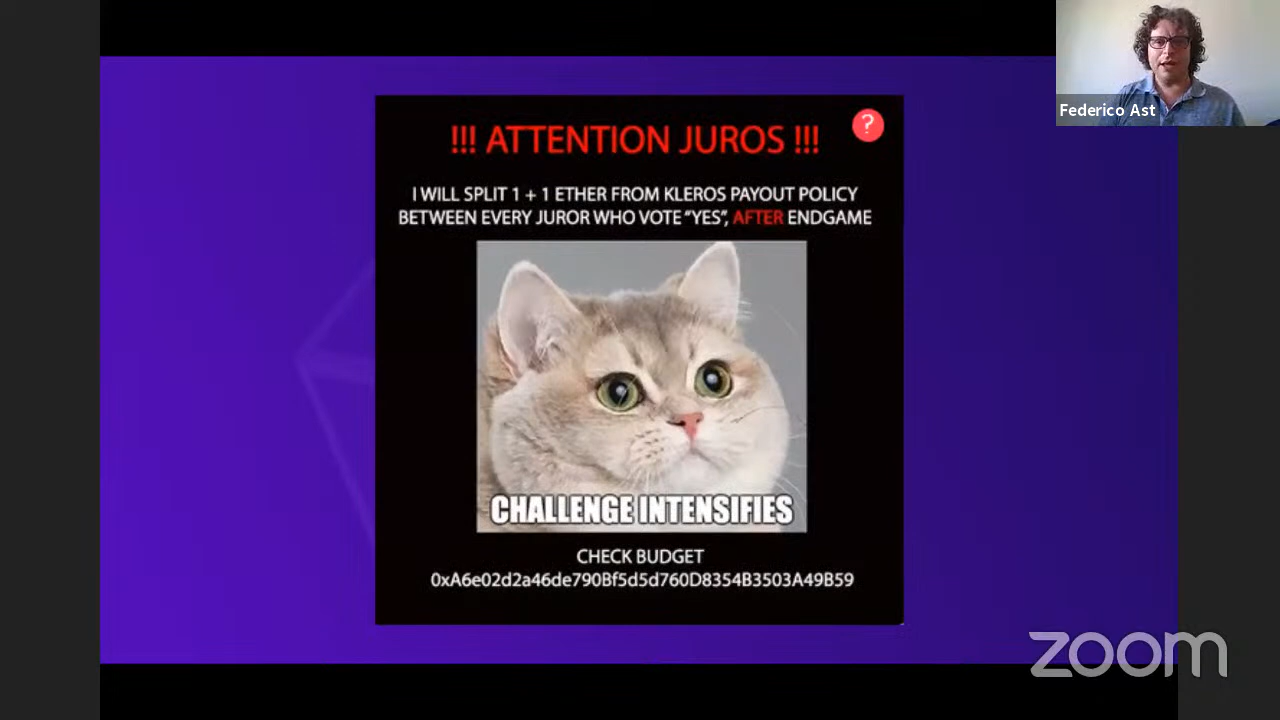 Federico Ast
?
!!! ATTENTION JUROS !!!
I WILL SPLIT 1 + 1 ETHER FROM KLEROS PAYOUT POLICY
BETWEEN EVERY JUROR WHO VOTE "YES", AFTER ENDGAME
CHALLENGE INTENSIFIES
CHECK BUDGET
0xA6e02d2a46de790Bf5d5d760D8354B3503A49B59
zoom